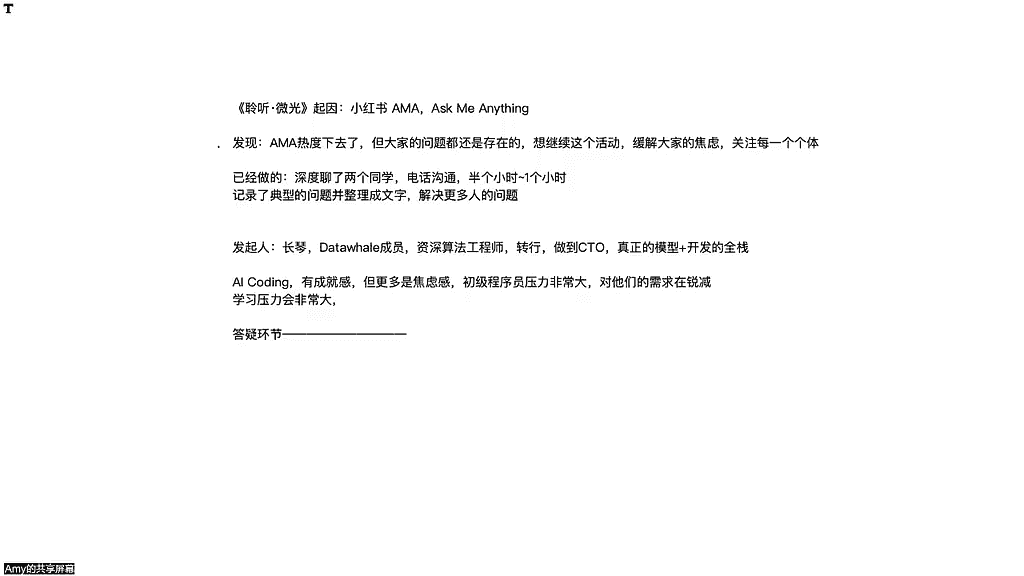 T
《聆听·微光》起因：小红书 AMA，Ask Me Anything
. 发现：AMA热度下去了，但大家的问题都还是存在的，想继续这个活动，缓解大家的焦虑，关注每一个个体
已经做的：深度聊了两个同学，电话沟通，半个小时~1个小时
记录了典型的问题并整理成文字，解决更多人的问题
发起人：长琴，Datawhale成员，资深算法工程师，转行，做到CTO，真正的模型+开发的全栈
AI Coding，有成就感，但更多是焦虑感，初级程序员压力非常大，对他们的需求在锐减
学习压力会非常大，
答疑环节——————————
Amy的共享屏幕